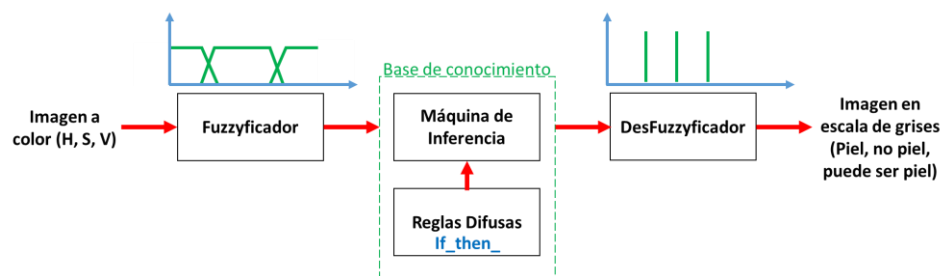 Base de conocimiento
Imagen a
color (H, S, V)
Fuzzyficador
Máquina de
Inferencia
DesFuzzyficador
Imagen en
escala de grises
(Piel, no piel,
puede ser piel)
Reglas Difusas
If_then_